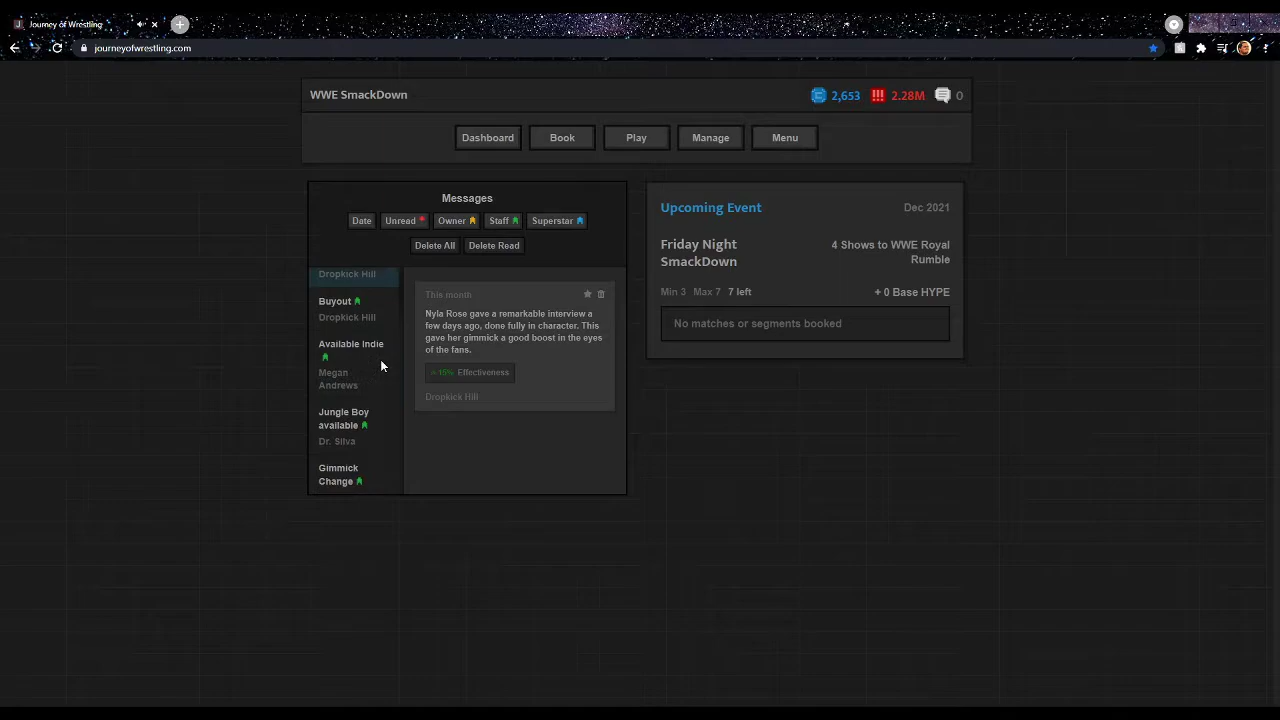 Journey of Wrestling
journeyofwrestling.com
WWE SmackDown
2,653
2.28M
0
Dashboard
Book
Play
Manage
Menu
Messages
Date
Unread *
Owner
Staff
Superstar
Delete All
Delete Read
Dropkick Hill
Buyout
Dropkick Hill
Available Indie
Megan
Andrews
Jungle Boy
available
Dr. Silva
Gimmick
Change
This month
Nyla Rose gave a remarkable interview a
few days ago, done fully in character. This
gave her gimmick a good boost in the eyes
of the fans.
15% Effectiveness
Dropkick Hill
Upcoming Event
Dec 2021
Friday Night
SmackDown
4 Shows to WWE Royal
Rumble
Min 3 Max 7 7 left
+ 0 Base HYPE
No matches or segments booked